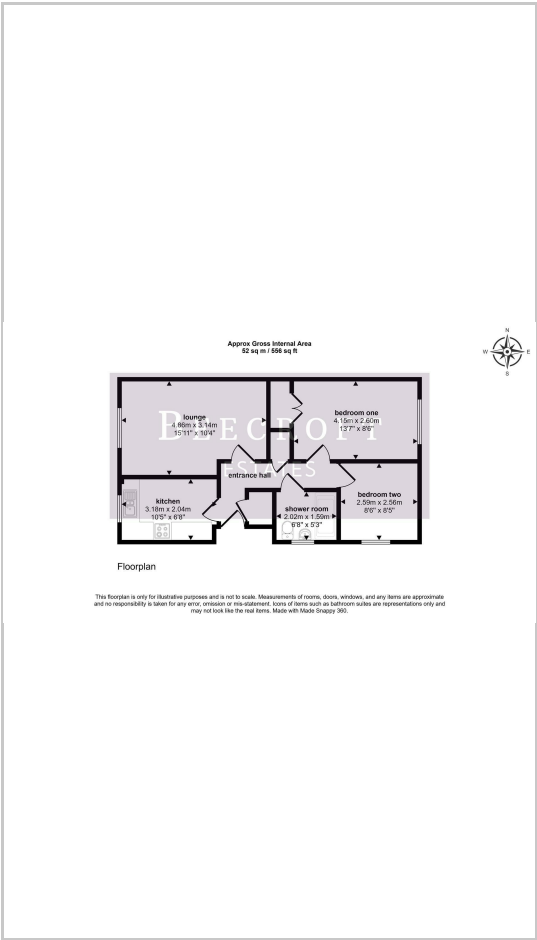 Approx Gross Internal Area
52 sq m / 556 sq ft
N
W
E
S
lounge
4.86m x 3.14m
15'11" x 10'4"
bedroom one
4.15m x 2.60m
13'7" x 8'6"
BEECROFT
ESTATES
entrance hall
kitchen
3.18m x 2.04m
10'5" x 6'8"
shower room
2.02m x 1.59m
6'8" x 5'3"
bedroom two
2.59m x 2.56m
8'6" x 8'5"
Floorplan
This floorplan is only for illustrative purposes and is not to scale. Measurements of rooms, doors, windows, and any items are approximate
and no responsibility is taken for any error, omission or mis-statement. Icons of items such as bathroom suites are representations only and
may not look like the real items. Made with Made Snappy 360.